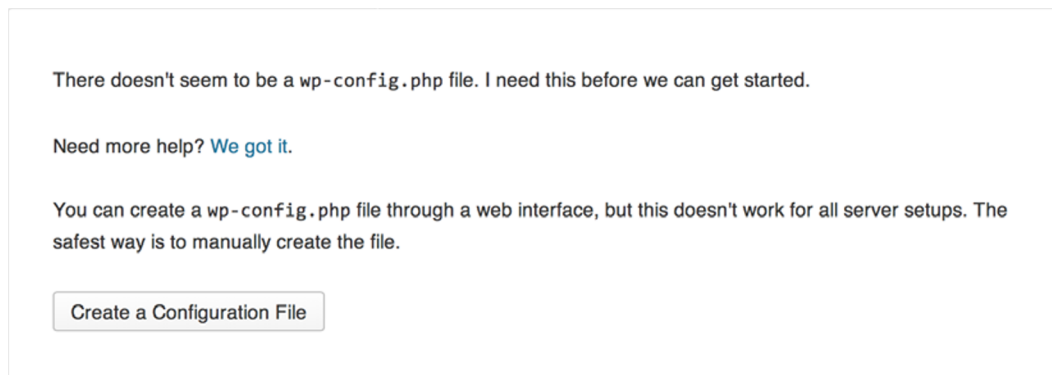 There doesn't seem to be a wp-config.php file. I need this before we can get started.
Need more help? We got it.
You can create a wp-config.php file through a web interface, but this doesn't work for all server setups. The
safest way is to manually create the file.
Create a Configuration File